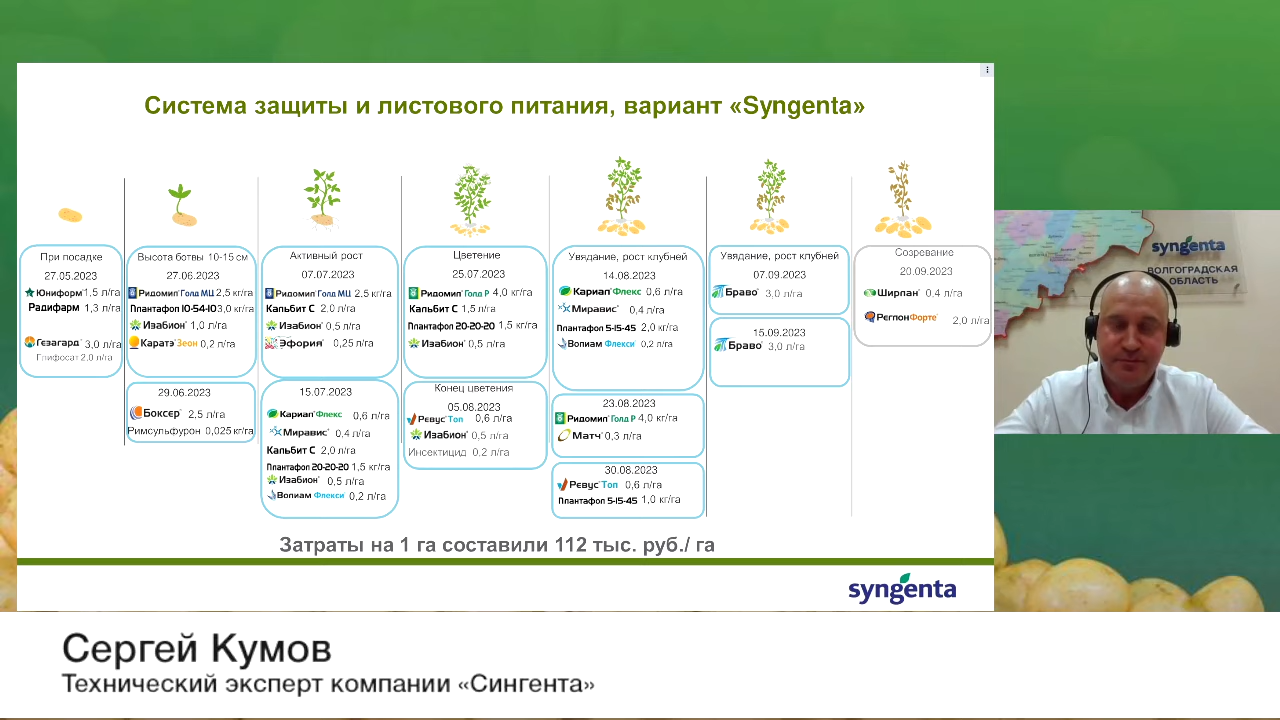 Система защиты и листового питания, вариант «Syngenta»
При посадке
27.05.2023
Юниформ 1,5 л/га
Радифарм 1,3 л/га
Гезагард 3,0 л/га
Глифосат 2,0 л/га
Высота ботвы 10-15 см
27.06.2023
Ридомил Голд МЦ 2,5 кг/га
Плантафол 10-54-10 3,0 кг/га
Изабион 1,0 л/га
Каратэ Зеон 0,2 л/га
29.06.2023
Боксер 2,5 л/га
Римсульфурон 0,025 кг/га
Активный рост
07.07.2023
Ридомил Голд МЦ 2,5 кг/га
Кальбит С 2,0 л/га
Изабион 0,5 л/га
Эфория 0,25 л/га
15.07.2023
Кариал Флекс 0,6 л/га
Миравис 0,4 л/га
Кальбит С 2,0 л/га
Плантафол 20-20-20 1,5 кг/га
Изабион 0,5 л/га
Волиам Флекси 0,2 л/га
Цветение
25.07.2023
Ридомил Голд Р 4,0 кг/га
Кальбит С 1,5 л/га
Плантафол 20-20-20 1,5 кг/га
Изабион 0,5 л/га
Конец цветения
05.08.2023
Ревус Топ 0,6 л/га
Изабион 0,5 л/га
Инсектицид 0,2 л/га
Увядание, рост клубней
14.08.2023
Кариал Флекс 0,6 л/га
Миравис 0,4 л/га
Плантафол 5-15-45 2,0 кг/га
Волиам Флекси 0,2 л/га
23.08.2023
Ридомил Голд Р 4,0 кг/га
Матч 0,3 л/га
30.08.2023
Ревус Топ 0,6 л/га
Плантафол 5-15-45 1,0 кг/га
Увядание, рост клубней
07.09.2023
Браво 3,0 л/га
15.09.2023
Браво 3,0 л/га
Созревание
20.09.2023
Ширлан 0,4 л/га
Реглон Форте 2,0 л/га
Затраты на 1 га составили 112 тыс. руб./ га
syngenta
syngenta
ВОЛГОГРАДСКАЯ
ОБЛАСТЬ
Сергей Кумов
Технический эксперт компании «Сингента»